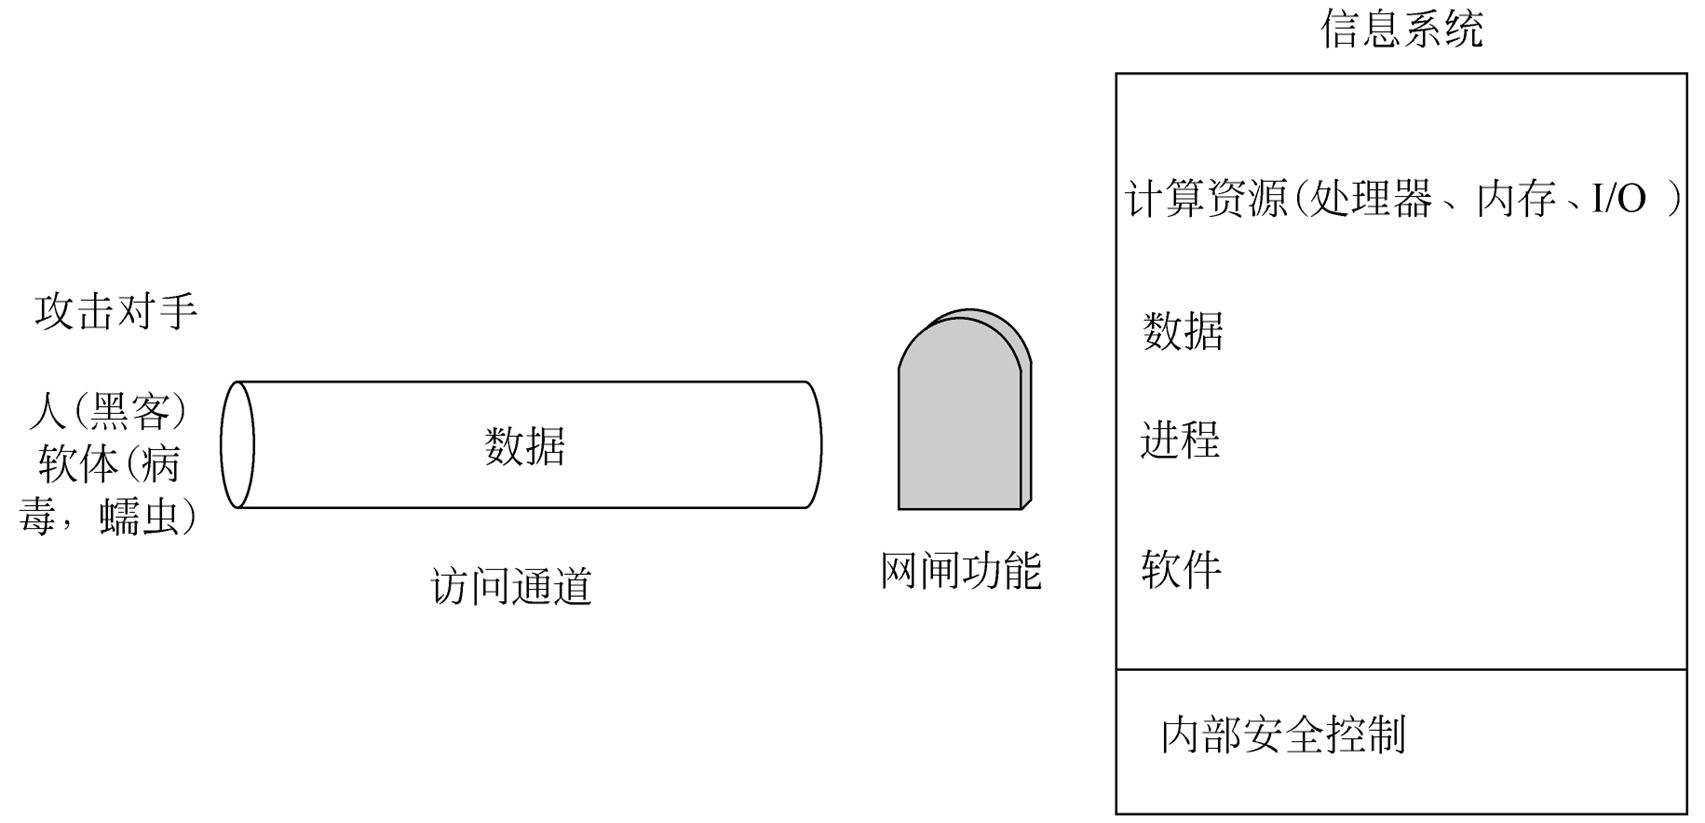 信息系统
计算资源(处理器、内存、I/O )
攻击对手
人(黑客)
软体(病
毒，蠕虫)
数据
访问通道
网闸功能
数据
进程
软件
内部安全控制